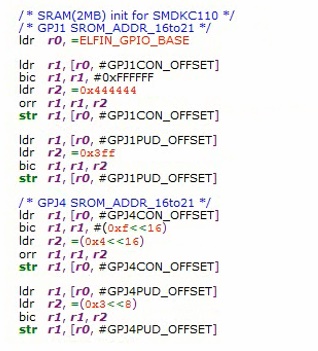 /* SRAM(2MB) init for SMDKC110 */
/* GPJ1 SROM_ADDR_16to21 */
ldr r0, =ELFIN_GPIO_BASE
ldr r1, [r0, #GPJ1CON_OFFSET]
bic r1, r1, #0xFFFFFF
ldr r2, =0x444444
orr r1, r1, r2
str r1, [r0, #GPJ1CON_OFFSET]
ldr r1, [r0, #GPJ1PUD_OFFSET]
ldr r2, =0x3ff
bic r1, r1, r2
str r1, [r0, #GPJ1PUD_OFFSET]
/* GPJ4 SROM_ADDR_16to21 */
ldr r1, [r0, #GPJ4CON_OFFSET]
bic r1, r1, #(0xf<<16)
ldr r2, =(0x4<<16)
orr r1, r1, r2
str r1, [r0, #GPJ4CON_OFFSET]
ldr r1, [r0, #GPJ4PUD_OFFSET]
ldr r2, =(0x3<<8)
bic r1, r1, r2
str r1, [r0, #GPJ4PUD_OFFSET]